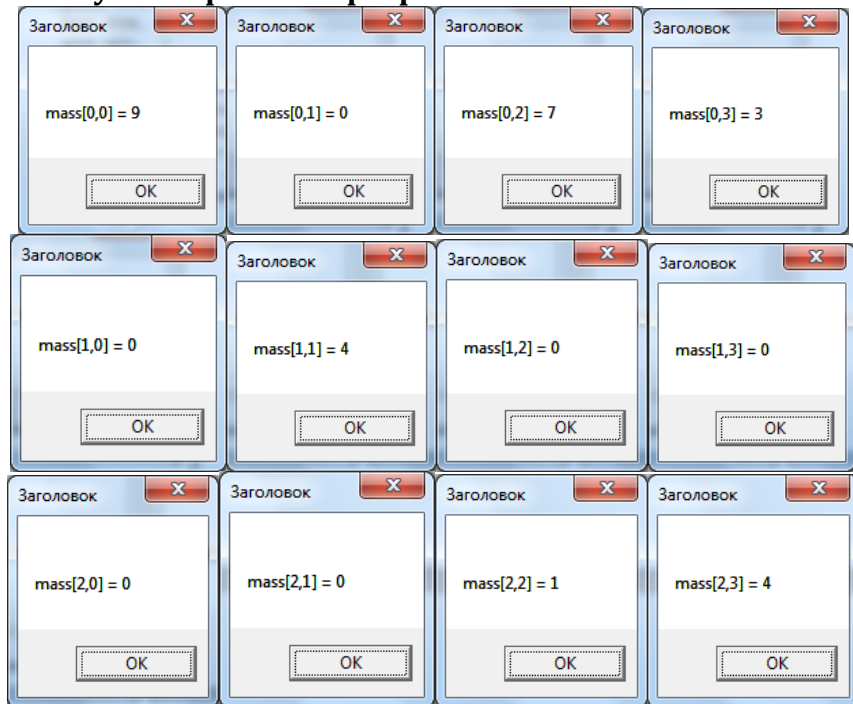 Заголовок Заголовок Заголовок Заголовок
mass[0,0] = 9 mass[0,1] = 0 mass[0,2] = 7 mass[0,3] = 3
OK OK OK OK
Заголовок Заголовок Заголовок Заголовок
mass[1,0] = 0 mass[1,1] = 4 mass[1,2] = 0 mass[1,3] = 0
OK OK OK OK
Заголовок Заголовок Заголовок Заголовок
mass[2,0] = 0 mass[2,1] = 0 mass[2,2] = 1 mass[2,3] = 4
OK OK OK OK